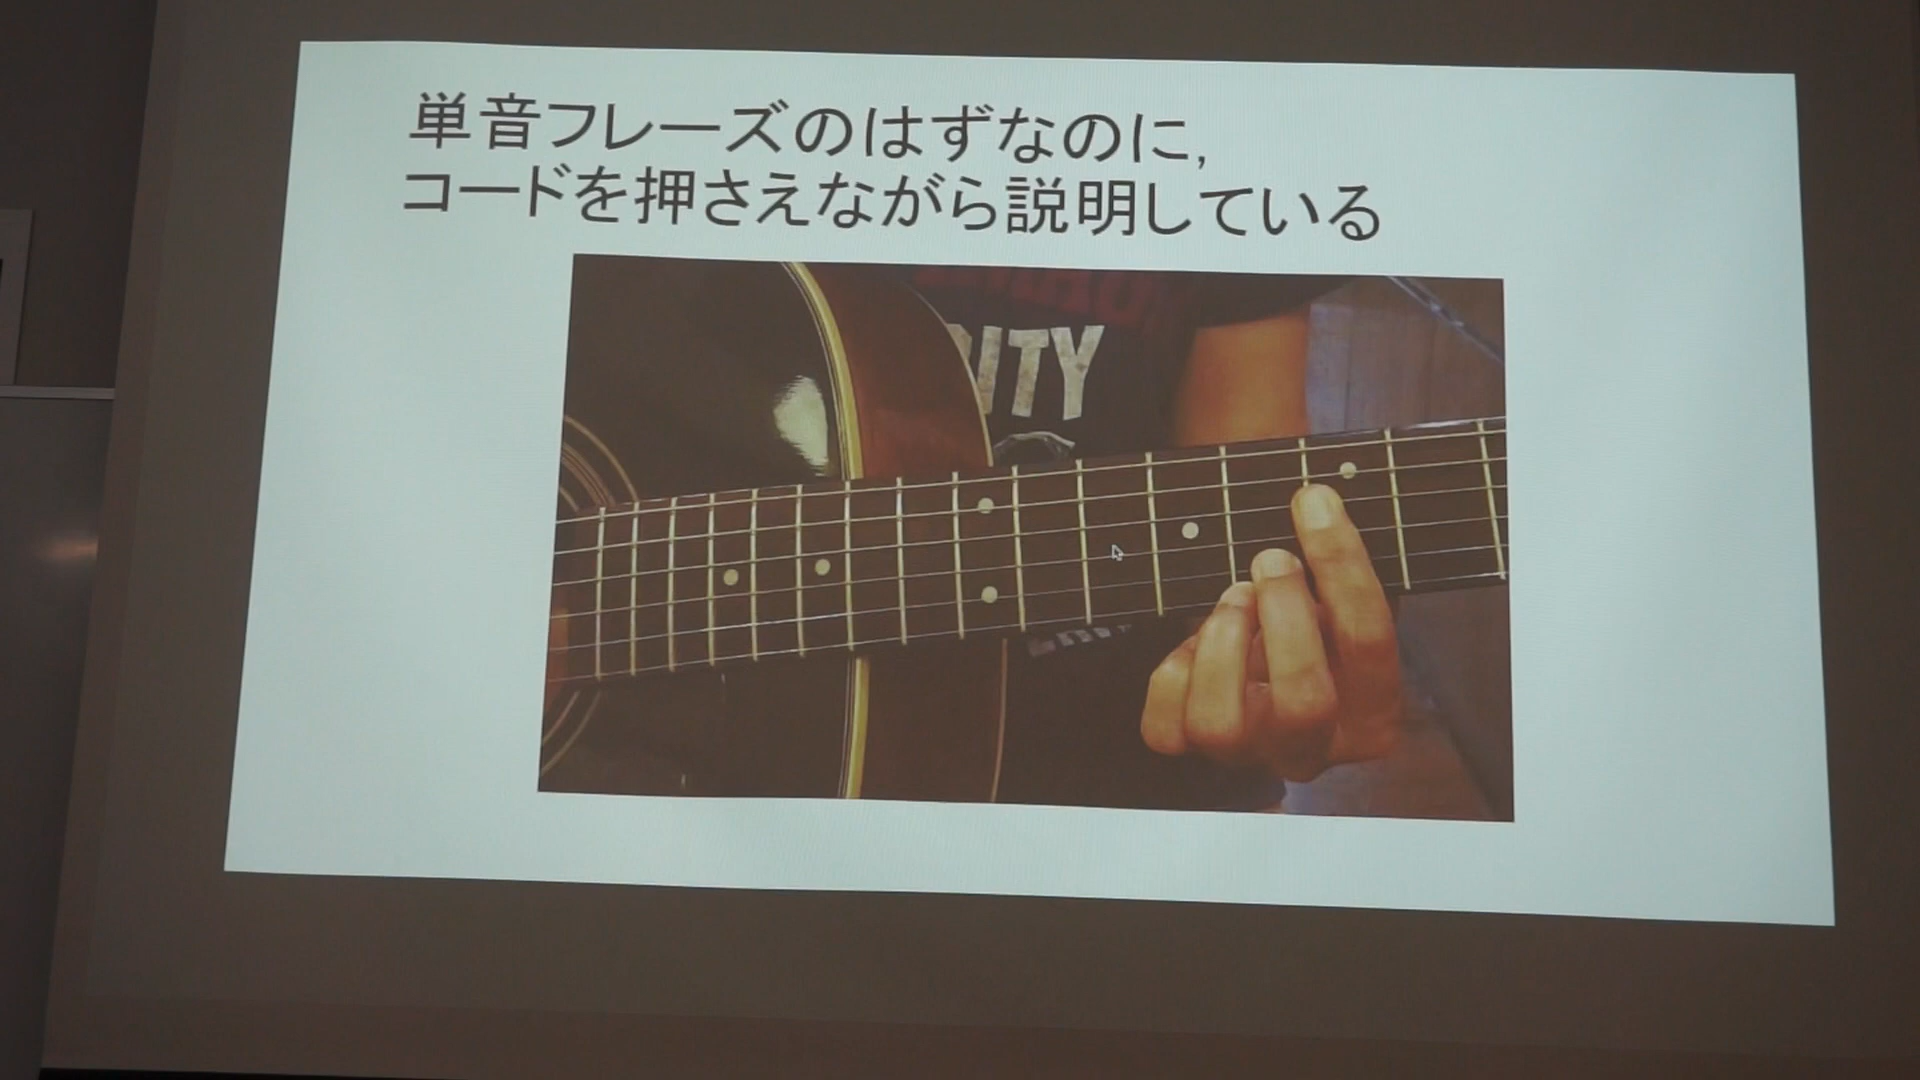 単音フレーズのはずなのに,
コードを押さえながら説明している
ITY